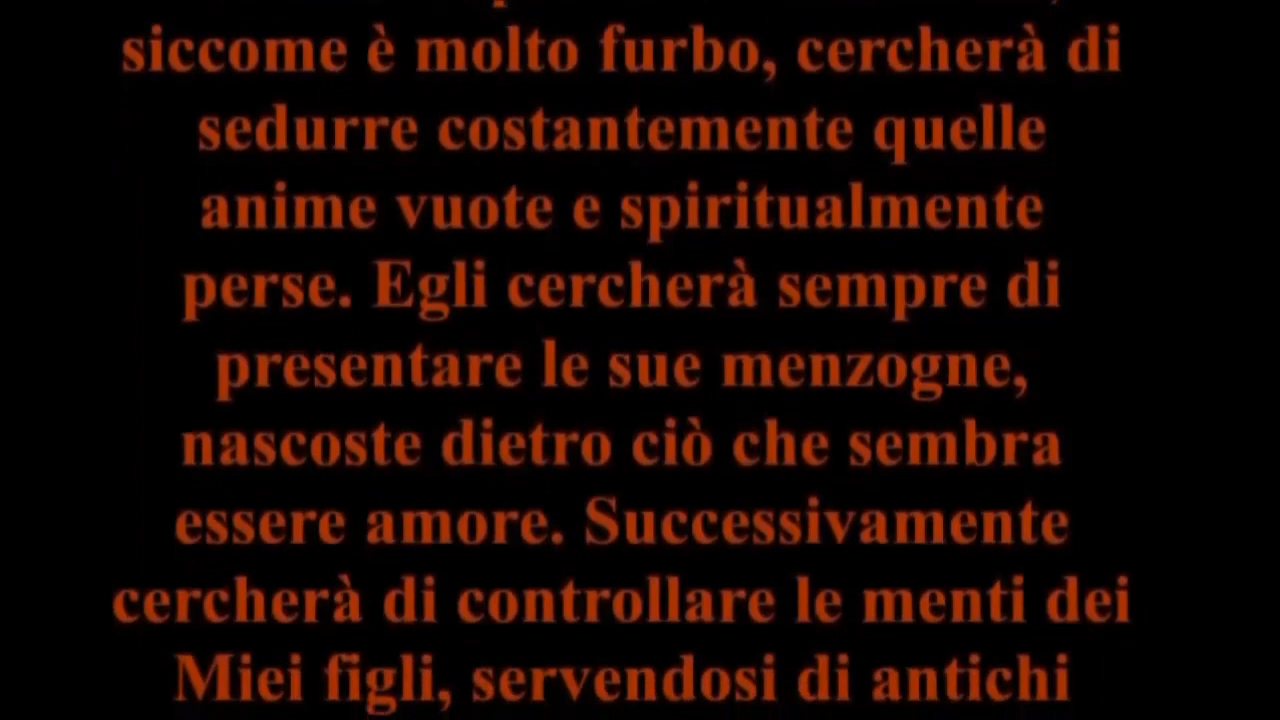 siccome è molto furbo, cercherà di
sedurre costantemente quelle
anime vuote e spiritualmente
perse. Egli cercherà sempre di
presentare le sue menzogne,
nascoste dietro ciò che sembra
essere amore. Successivamente
cercherà di controllare le menti dei
Miei figli, servendosi di antichi